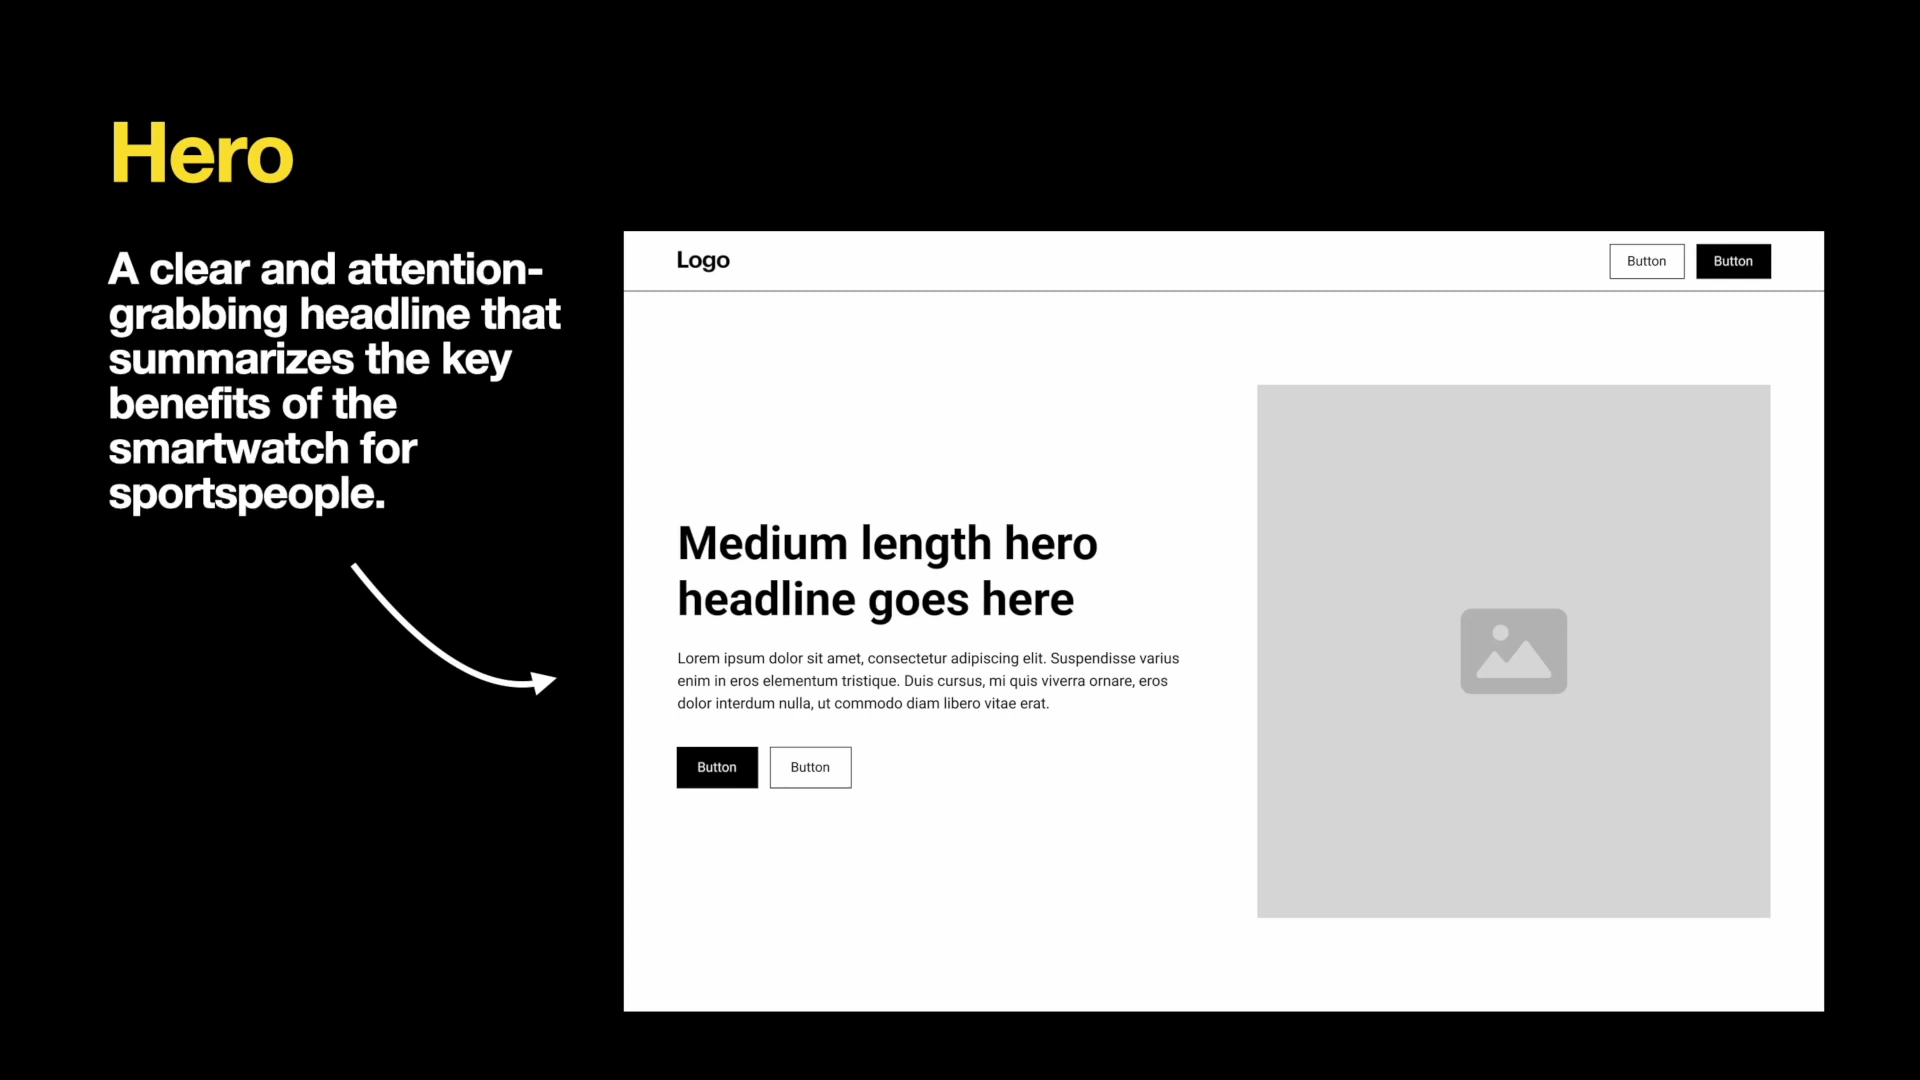 Hero
A clear and attention-
grabbing headline that
summarizes the key
benefits of the
smartwatch for
sportspeople.
Logo
Button
Button
Medium length hero
headline goes here
Lorem ipsum dolor sit amet, consectetur adipiscing elit. Suspendisse varius
enim in eros elementum tristique. Duis cursus, mi quis viverra ornare, eros
dolor interdum nulla, ut commodo diam libero vitae erat.
Button
Button